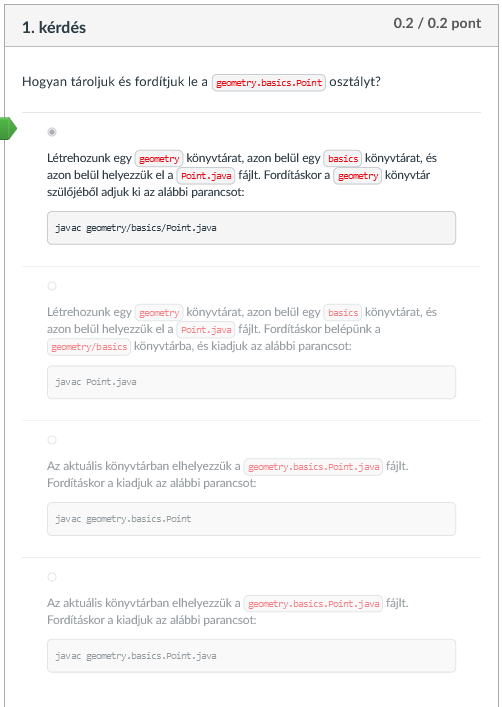 1. kérdés
0.2 / 0.2 pont
Hogyan tároljuk és fordítjuk le a geometry.basics.Point osztályt?
Létrehozunk egy geometry könyvtárat, azon belül egy basics könyvtárat, és
azon belül helyezzük el a Point.java fájlt. Fordításkor a geometry könyvtár
szülőjéből adjuk ki az alábbi parancsot:
javac geometry/basics/Point.java
Létrehozunk egy geometry könyvtárat, azon belül egy basics könyvtárat, és
azon belül helyezzük el a Point.java fájlt. Fordításkor belépünk a
geometry/basics könyvtárba, és kiadjuk az alábbi parancsot:
javac Point.java
Az aktuális könyvtárban elhelyezzük a geometry.basics.Point.java fájlt.
Fordításkor a kiadjuk az alábbi parancsot:
javac geometry.basics.Point
Az aktuális könyvtárban elhelyezzük a geometry.basics.Point.java fájlt.
Fordításkor a kiadjuk az alábbi parancsot:
javac geometry.basics.Point.java